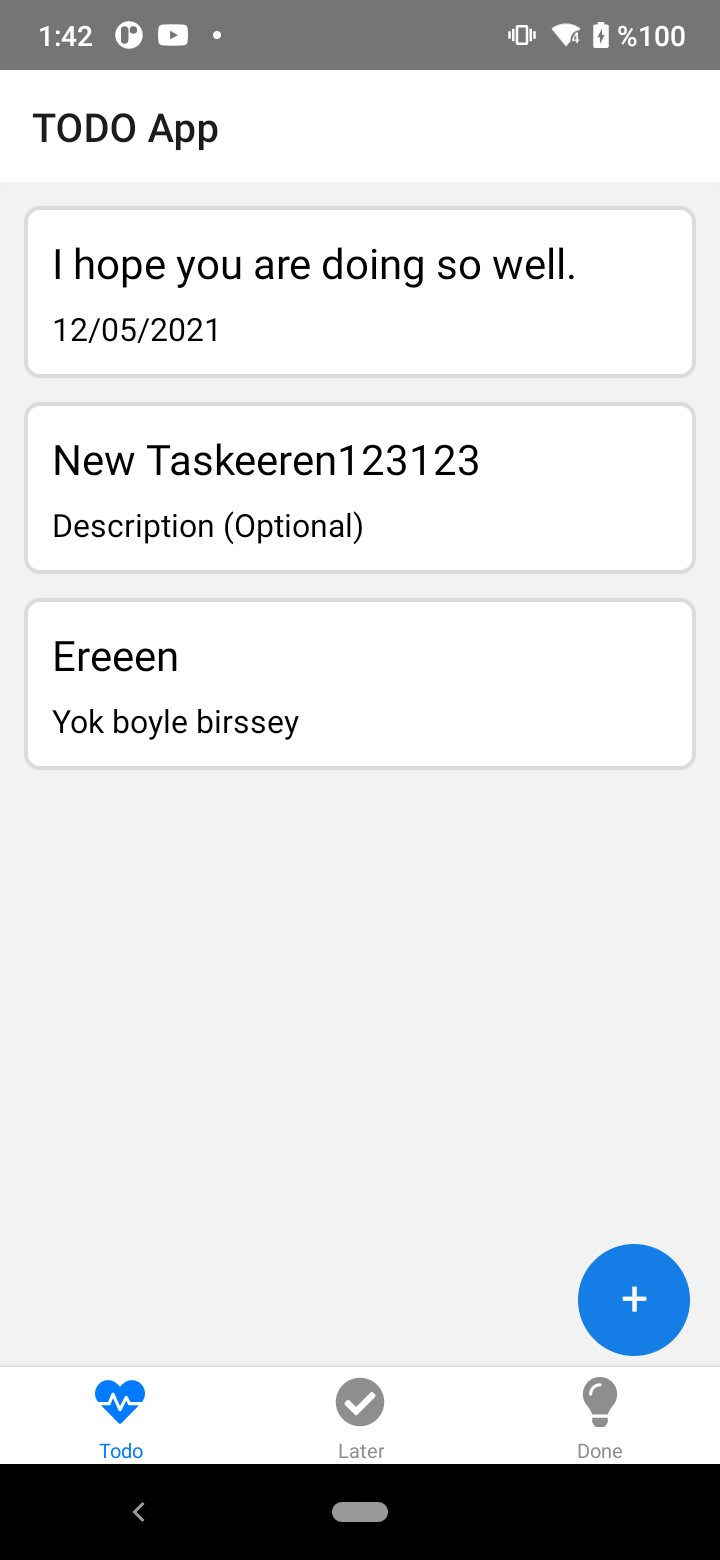 1:42
%100
TODO App
I hope you are doing so well.
12/05/2021
New Taskeeren123123
Description (Optional)
Ereeen
Yok boyle birssey
+
Todo
Later
Done